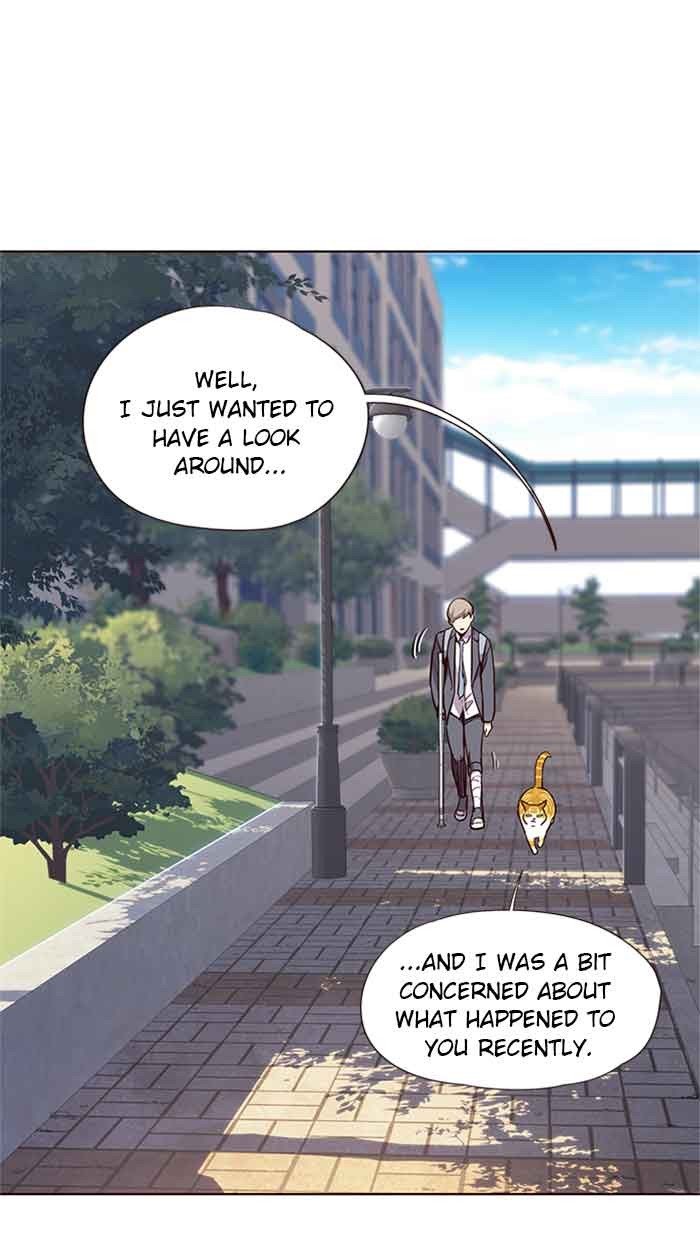 WELL,
I JUST WANTED TO
HAVE A LOOK
AROUND...
...AND I WAS A BIT
CONCERNED ABOUT
WHAT HAPPENED TO
YOU RECENTLY.